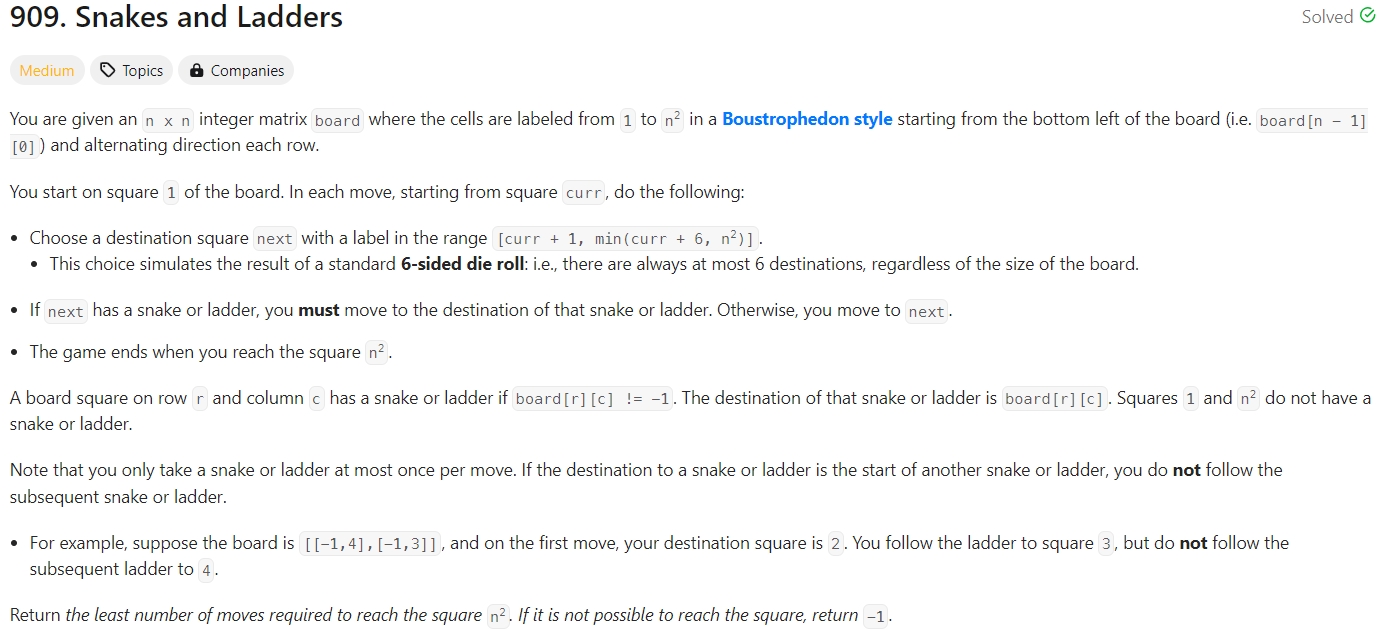 909. Snakes and Ladders
Solved
Medium Topics Companies
You are given an n x n integer matrix board where the cells are labeled from 1 to n² in a Boustrophedon style starting from the bottom left of the board (i.e. board[n - 1]
[0]) and alternating direction each row.
You start on square 1 of the board. In each move, starting from square curr, do the following:
• Choose a destination square next with a label in the range [curr + 1, min(curr + 6, n²)].
• This choice simulates the result of a standard 6-sided die roll: i.e., there are always at most 6 destinations, regardless of the size of the board.
• If next has a snake or ladder, you must move to the destination of that snake or ladder. Otherwise, you move to next.
• The game ends when you reach the square n².
A board square on row r and column c has a snake or ladder if board[r][c] != -1. The destination of that snake or ladder is board[r][c]. Squares 1 and n² do not have a
snake or ladder.
Note that you only take a snake or ladder at most once per move. If the destination to a snake or ladder is the start of another snake or ladder, you do not follow the
subsequent snake or ladder.
• For example, suppose the board is [[-1,4],[-1,3]], and on the first move, your destination square is 2. You follow the ladder to square 3, but do not follow the
subsequent ladder to 4.
Return the least number of moves required to reach the square n². If it is not possible to reach the square, return -1.